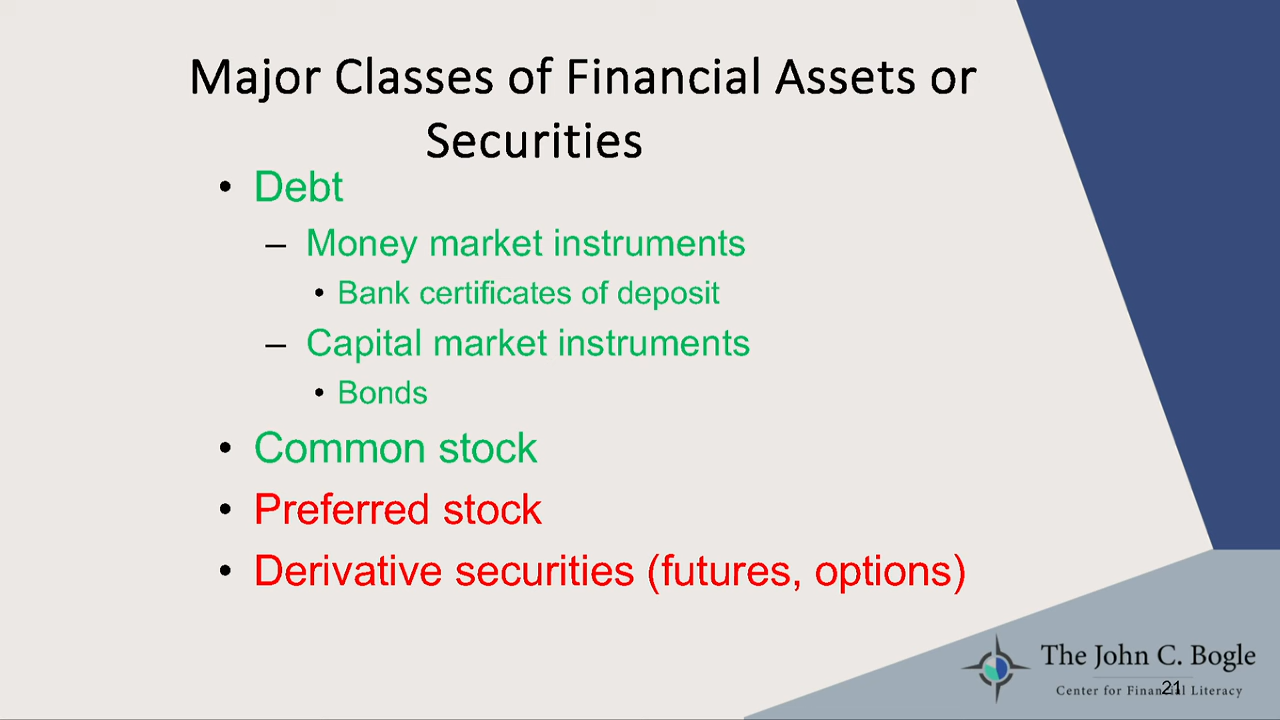 Major Classes of Financial Assets or
Securities
• Debt
– Money market instruments
• Bank certificates of deposit
– Capital market instruments
• Bonds
• Common stock
• Preferred stock
• Derivative securities (futures, options)
The John C. Bogle
Center for Financial Literacy
21